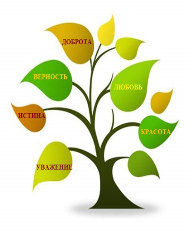 ДОБРОТА
ВЕРНОСТЬ
ЛЮБОВЬ
ИСТИНА
КРАСОТА
УВАЖЕНИЕ